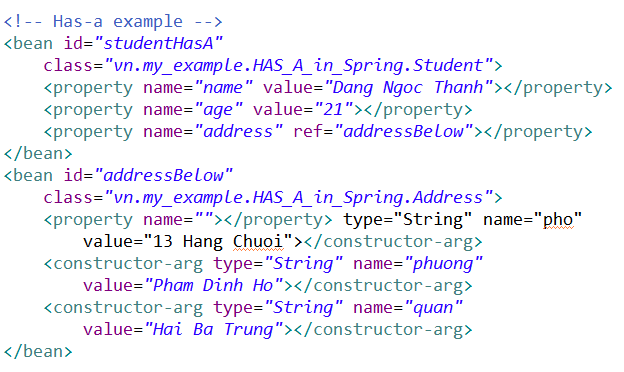 <!-- Has-a example -->
<bean id="studentHasA"
    class="vn.my_example.HAS_A_in_Spring.Student">
    <property name="name" value="Dang Ngoc Thanh"></property>
    <property name="age" value="21"></property>
    <property name="address" ref="addressBelow"></property>
</bean>
<bean id="addressBelow"
    class="vn.my_example.HAS_A_in_Spring.Address">
    <property name=""></property> type="String" name="pho"
        value="13 Hang Chuoi"></constructor-arg>
    <constructor-arg type="String" name="phuong"
        value="Pham Dinh Ho"></constructor-arg>
    <constructor-arg type="String" name="quan"
        value="Hai Ba Trung"></constructor-arg>
</bean>